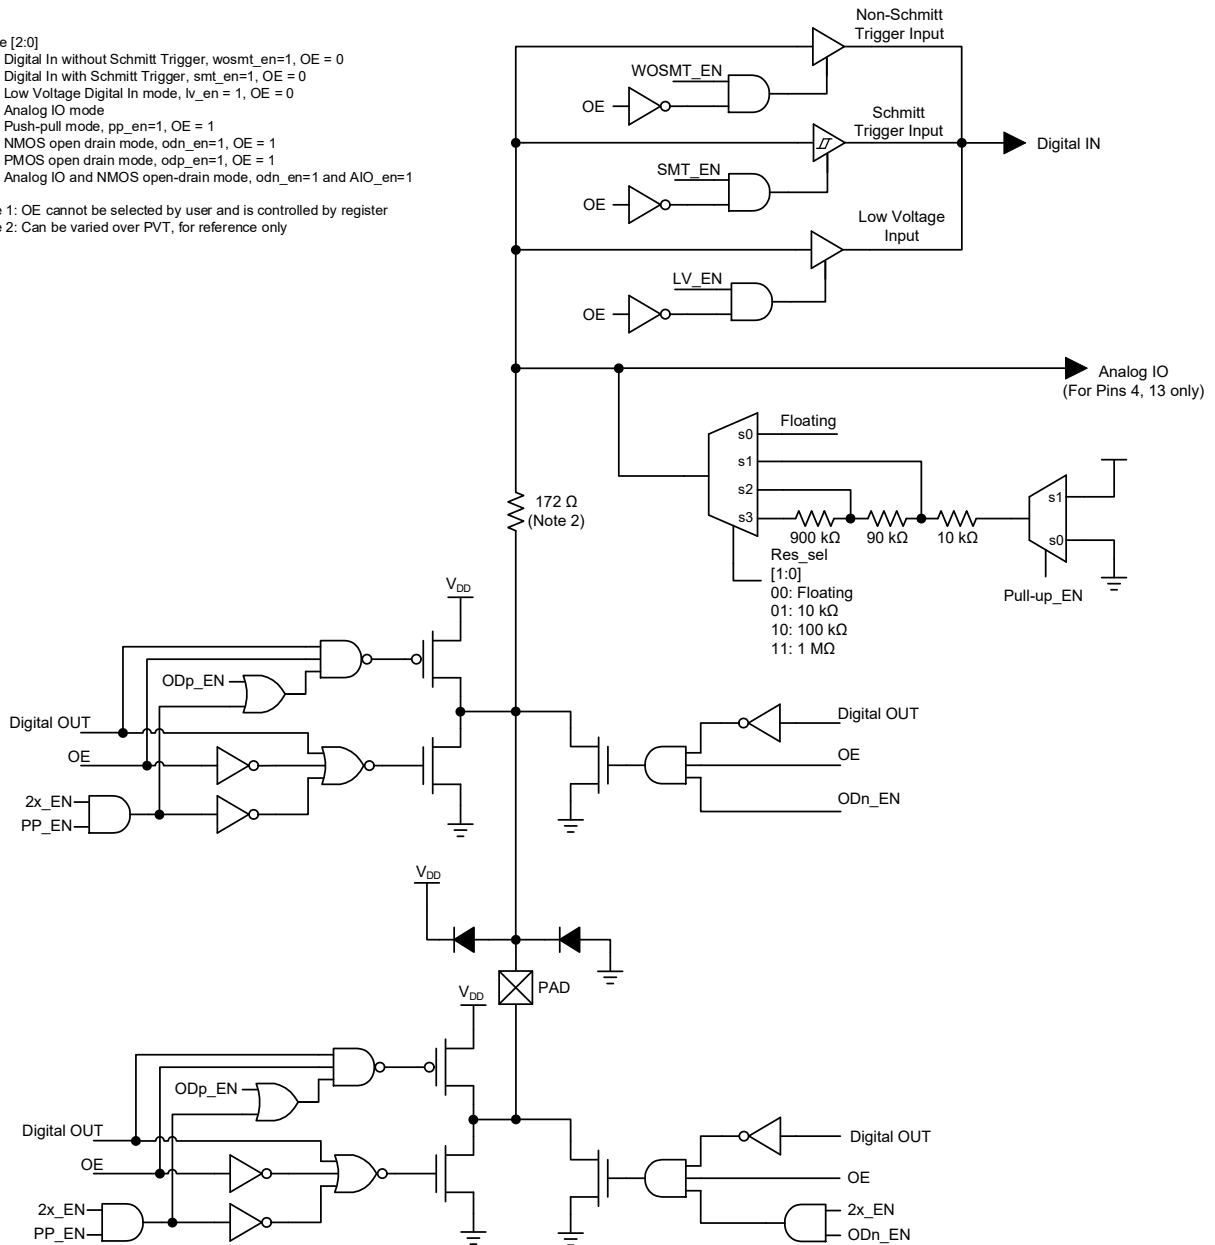 e [2:0]
Digital In without Schmitt Trigger, wosmt_en=1, OE = 0
Digital In with Schmitt Trigger, smt_en=1, OE = 0
Low Voltage Digital In mode, lv_en = 1, OE = 0
Analog IO mode
Push-pull mode, pp_en=1, OE = 1
NMOS open drain mode, odn_en=1, OE = 1
PMOS open drain mode, odp_en=1, OE = 1
Analog IO and NMOS open-drain mode, odn_en=1 and AIO_en=1
e 1: OE cannot be selected by user and is controlled by register
e 2: Can be varied over PVT, for reference only
Non-Schmitt
Trigger Input
WOSMT_EN
OE
Schmitt
Trigger Input
Digital IN
SMT_EN
OE
Low Voltage
Input
LV_EN
OE
Analog IO
(For Pins 4, 13 only)
Floating
s0
s1
s2
s3
172 Ω
(Note 2)
900 kΩ
90 kΩ
10 kΩ
s1
s0
Res_sel
[1:0]
00: Floating
01: 10 kΩ
10: 100 kΩ
11: 1 MΩ
Pull-up_EN
VDD
ODp_EN
Digital OUT
OE
2x_EN
PP_EN
Digital OUT
OE
ODn_EN
VDD
PAD
VDD
ODp_EN
Digital OUT
OE
2x_EN
PP_EN
Digital OUT
OE
2x_EN
ODn_EN